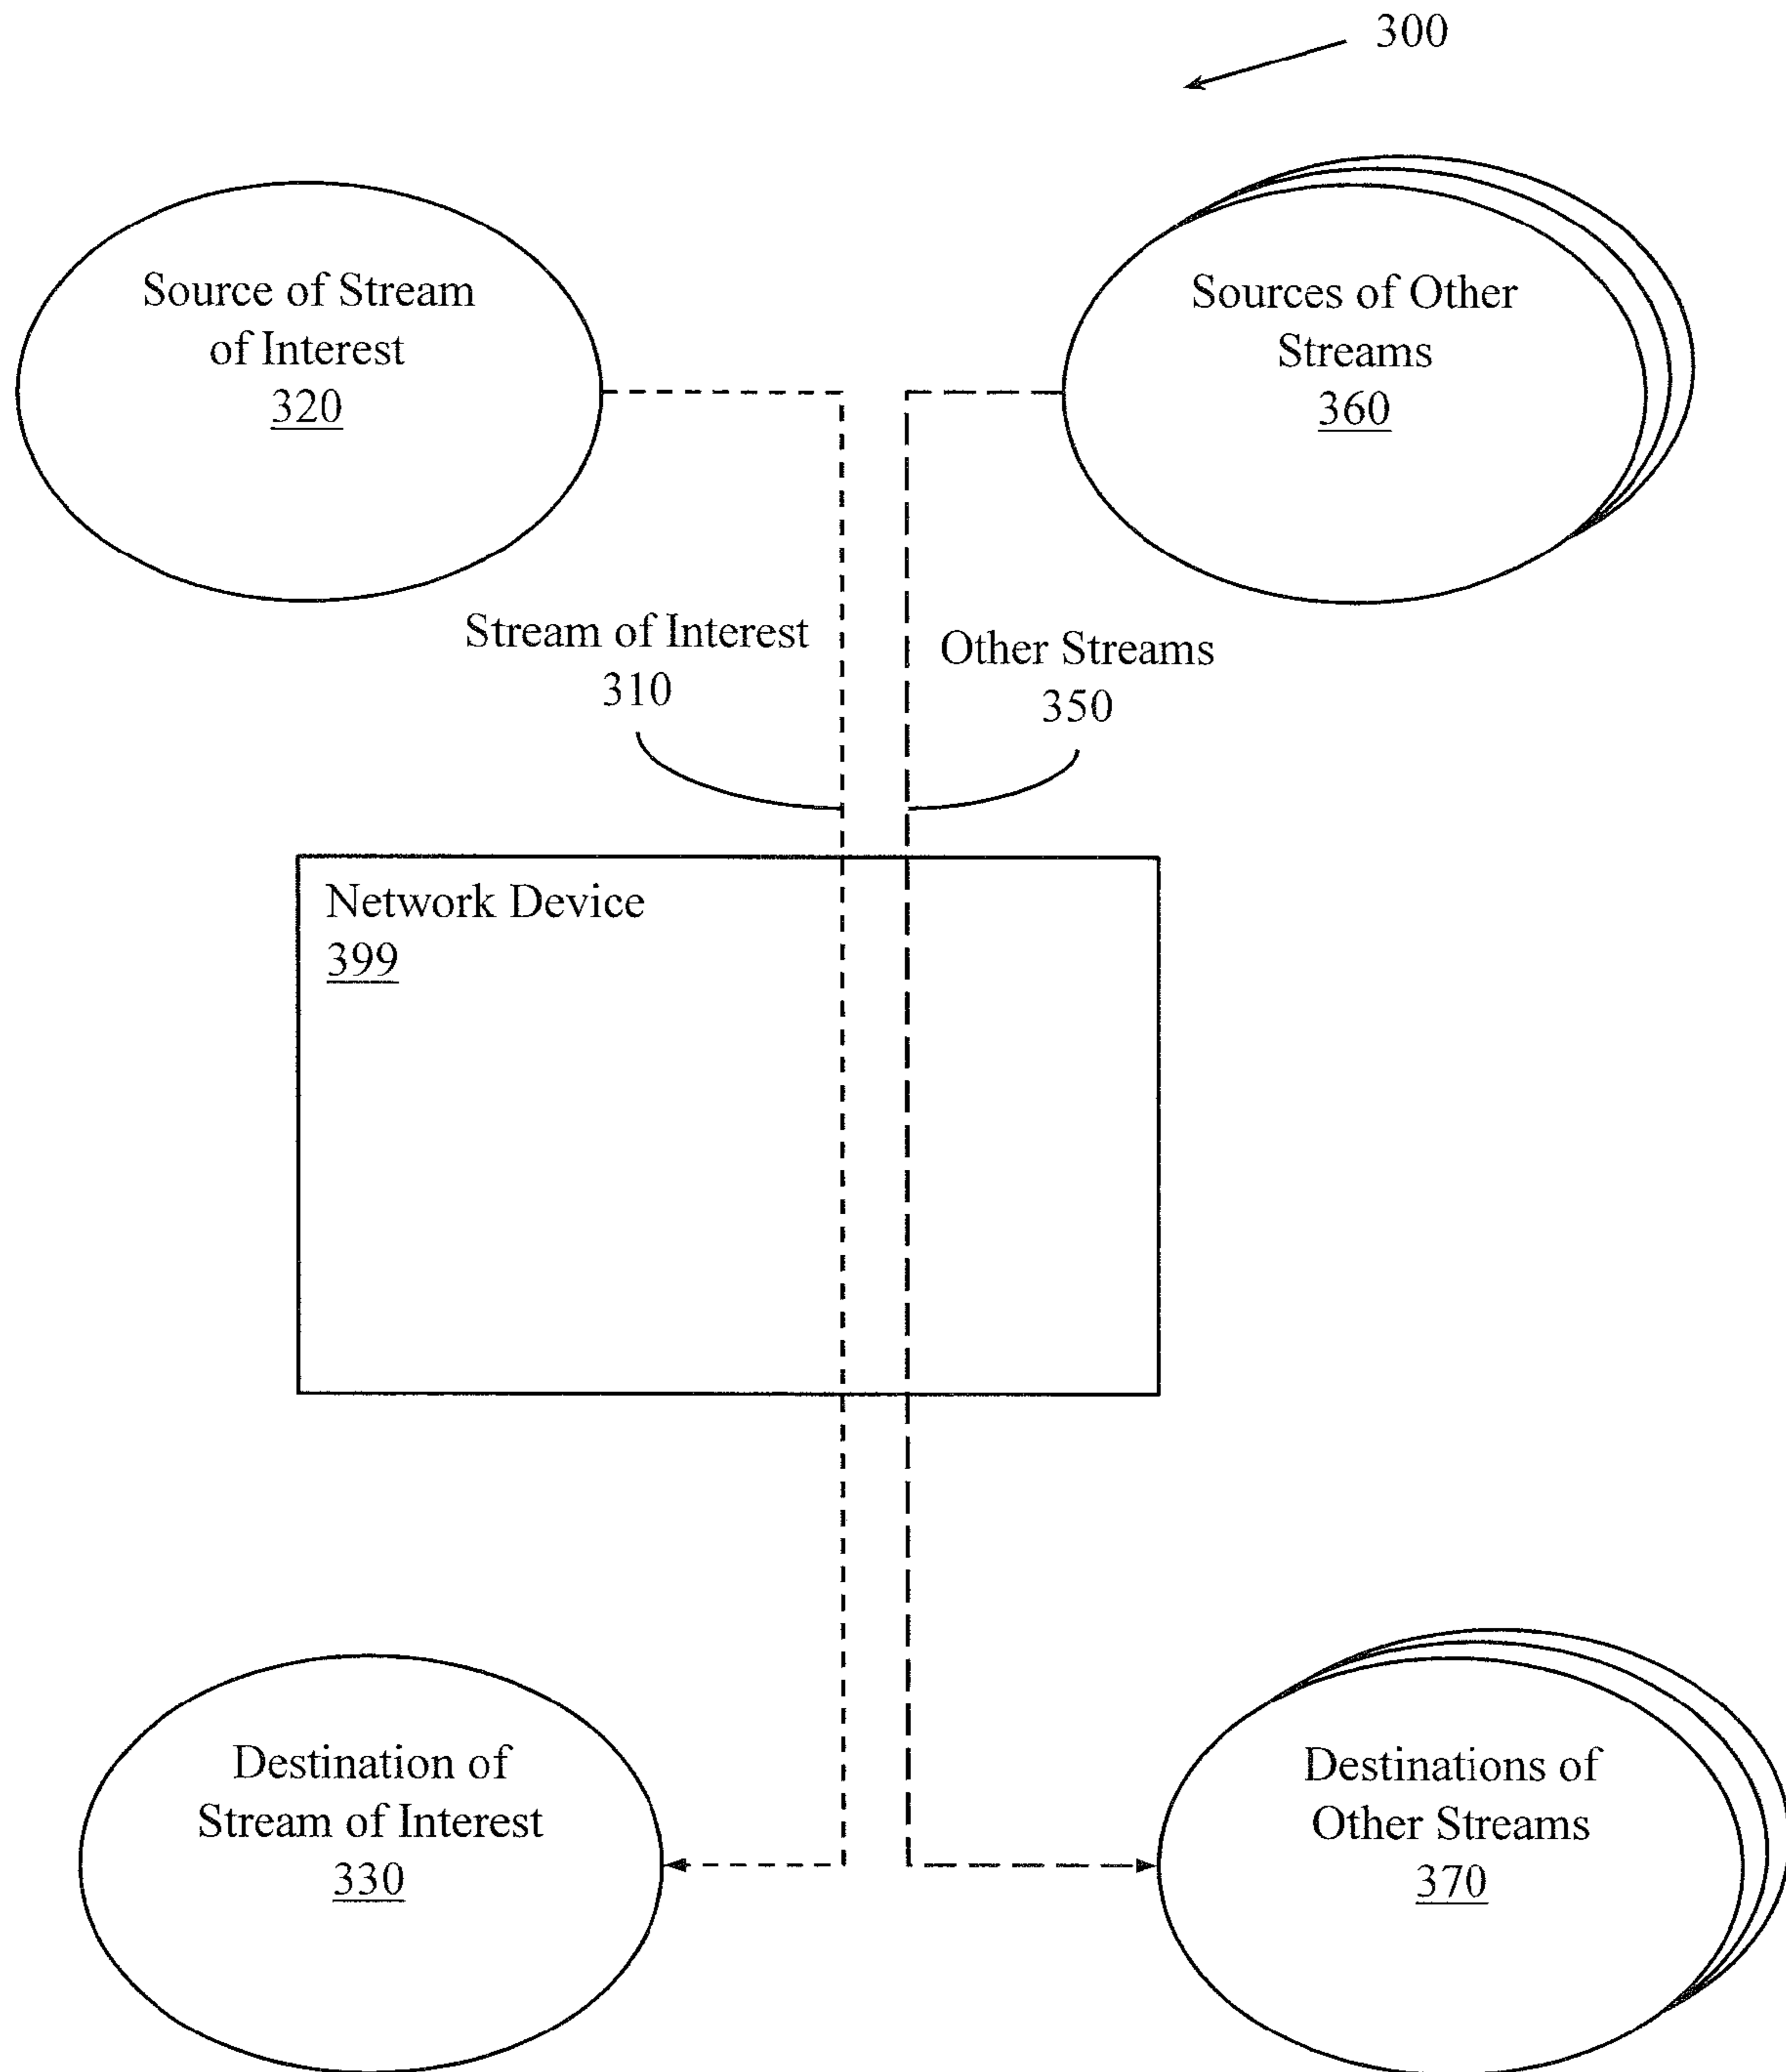 300
Source of Stream
of Interest
320
Sources of Other
Streams
360
Stream of Interest
310
Other Streams
350
Network Device
399
Destination of
Stream of Interest
330
Destinations of
Other Streams
370